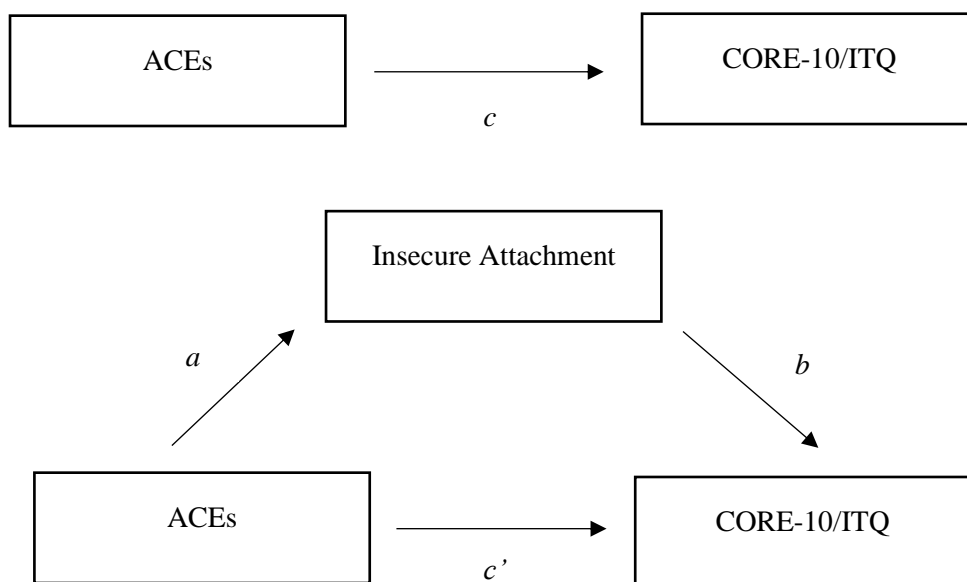 ACEs
CORE-10/ITQ
c
Insecure Attachment
a
b
ACEs
CORE-10/ITQ
c’